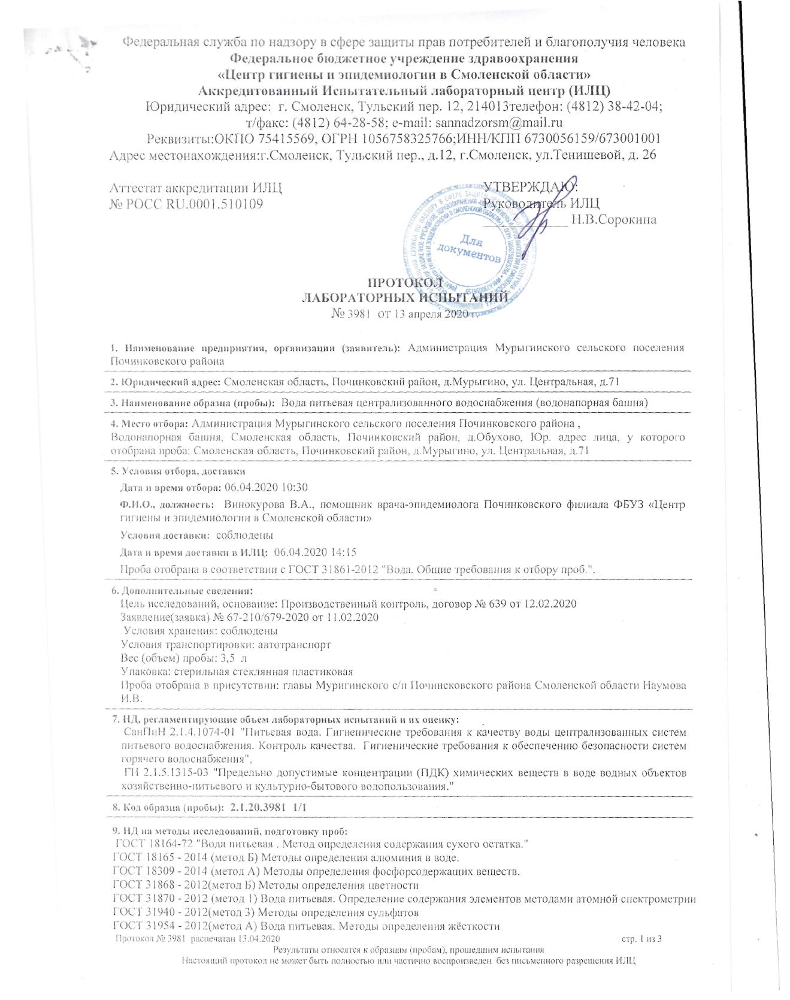 Федеральная служба по надзору в сфере защиты прав потребителей и благополучия человека
Федеральное бюджетное учреждение здравоохранения
«Центр гигиены и эпидемиологии в Смоленской области»
Аккредитованный Испытательный лабораторный центр (ИЛЦ)
Юридический адрес: г. Смоленск, Тульский пер. 12, 214013телефон: (4812) 38-42-04;
т/факс: (4812) 64-28-58; e-mail: sannadzorsm@mail.ru
Реквизиты:ОКПО 75415569, ОГРН 1056758325766;ИНН/КПП 6730056159/673001001
Адрес местонахождения:г.Смоленск, Тульский пер., д.12, г.Смоленск, ул.Тенишевой, д. 26
Аттестат аккредитации ИЛЦ
№ РОСС RU.0001.510109
УТВЕРЖДАЮ:
Руководитель ИЛЦ
____________ Н.В.Сорокина
Для
документов
ПРОТОКОЛ
ЛАБОРАТОРНЫХ ИСПЫТАНИЙ
№ 3981 от 13 апреля 2020 г.
1. Наименование предприятия, организации (заявитель): Администрация Мурыгинского сельского поселения
Починковского района
2. Юридический адрес: Смоленская область, Починковский район, д.Мурыгино, ул. Центральная, д.71
3. Наименование образца (пробы): Вода питьевая централизованного водоснабжения (водонапорная башня)
4. Место отбора: Администрация Мурыгинского сельского поселения Починковского района ,
Водонапорная башня, Смоленская область, Починковский район, д.Обухово, Юр. адрес лица, у которого
отобрана проба: Смоленская область, Починковский район, д.Мурыгино, ул. Центральная, д.71
5. Условия отбора, доставки
Дата и время отбора: 06.04.2020 10:30
Ф.И.О., должность: Винокурова В.А., помощник врача-эпидемиолога Починковского филиала ФБУЗ «Центр
гигиены и эпидемиологии в Смоленской области»
Условия доставки: соблюдены
Дата и время доставки в ИЛЦ: 06.04.2020 14:15
Проба отобрана в соответствии с ГОСТ 31861-2012 "Вода. Общие требования к отбору проб.".
6. Дополнительные сведения:
Цель исследований, основание: Производственный контроль, договор № 639 от 12.02.2020
Заявление(заявка) № 67-210/679-2020 от 11.02.2020
Условия хранения: соблюдены
Условия транспортировки: автотранспорт
Вес (объем) пробы: 3,5 л
Упаковка: стерильная стеклянная пластиковая
Проба отобрана в присутствии: главы Муригинского с/п Починсковского района Смоленской области Наумова
И.В.
7. НД, регламентирующие объем лабораторных испытаний и их оценку:
СанПиН 2.1.4.1074-01 "Питьевая вода. Гигиенические требования к качеству воды централизованных систем
питьевого водоснабжения. Контроль качества. Гигиенические требования к обеспечению безопасности систем
горячего водоснабжения",
ГН 2.1.5.1315-03 "Предельно допустимые концентрации (ПДК) химических веществ в воде водных объектов
хозяйственно-питьевого и культурно-бытового водопользования."
8. Код образца (пробы): 2.1.20.3981 1/1
9. НД на методы исследований, подготовку проб:
ГОСТ 18164-72 "Вода питьевая . Метод определения содержания сухого остатка."
ГОСТ 18165 - 2014 (метод Б) Методы определения алюминия в воде.
ГОСТ 18309 - 2014 (метод А) Методы определения фосфорсодержащих веществ.
ГОСТ 31868 - 2012(метод Б) Методы определения цветности
ГОСТ 31870 - 2012 (метод 1) Вода питьевая. Определение содержания элементов методами атомной спектрометрии
ГОСТ 31940 - 2012(метод 3) Методы определения сульфатов
ГОСТ 31954 - 2012(метод А) Вода питьевая. Методы определения жёсткости
Протокол № 3981 распечатан 13.04.2020
стр. 1 из 3
Результаты относятся к образцам (пробам), прошедшим испытания
Настоящий протокол не может быть полностью или частично воспроизведен без письменного разрешения ИЛЦ